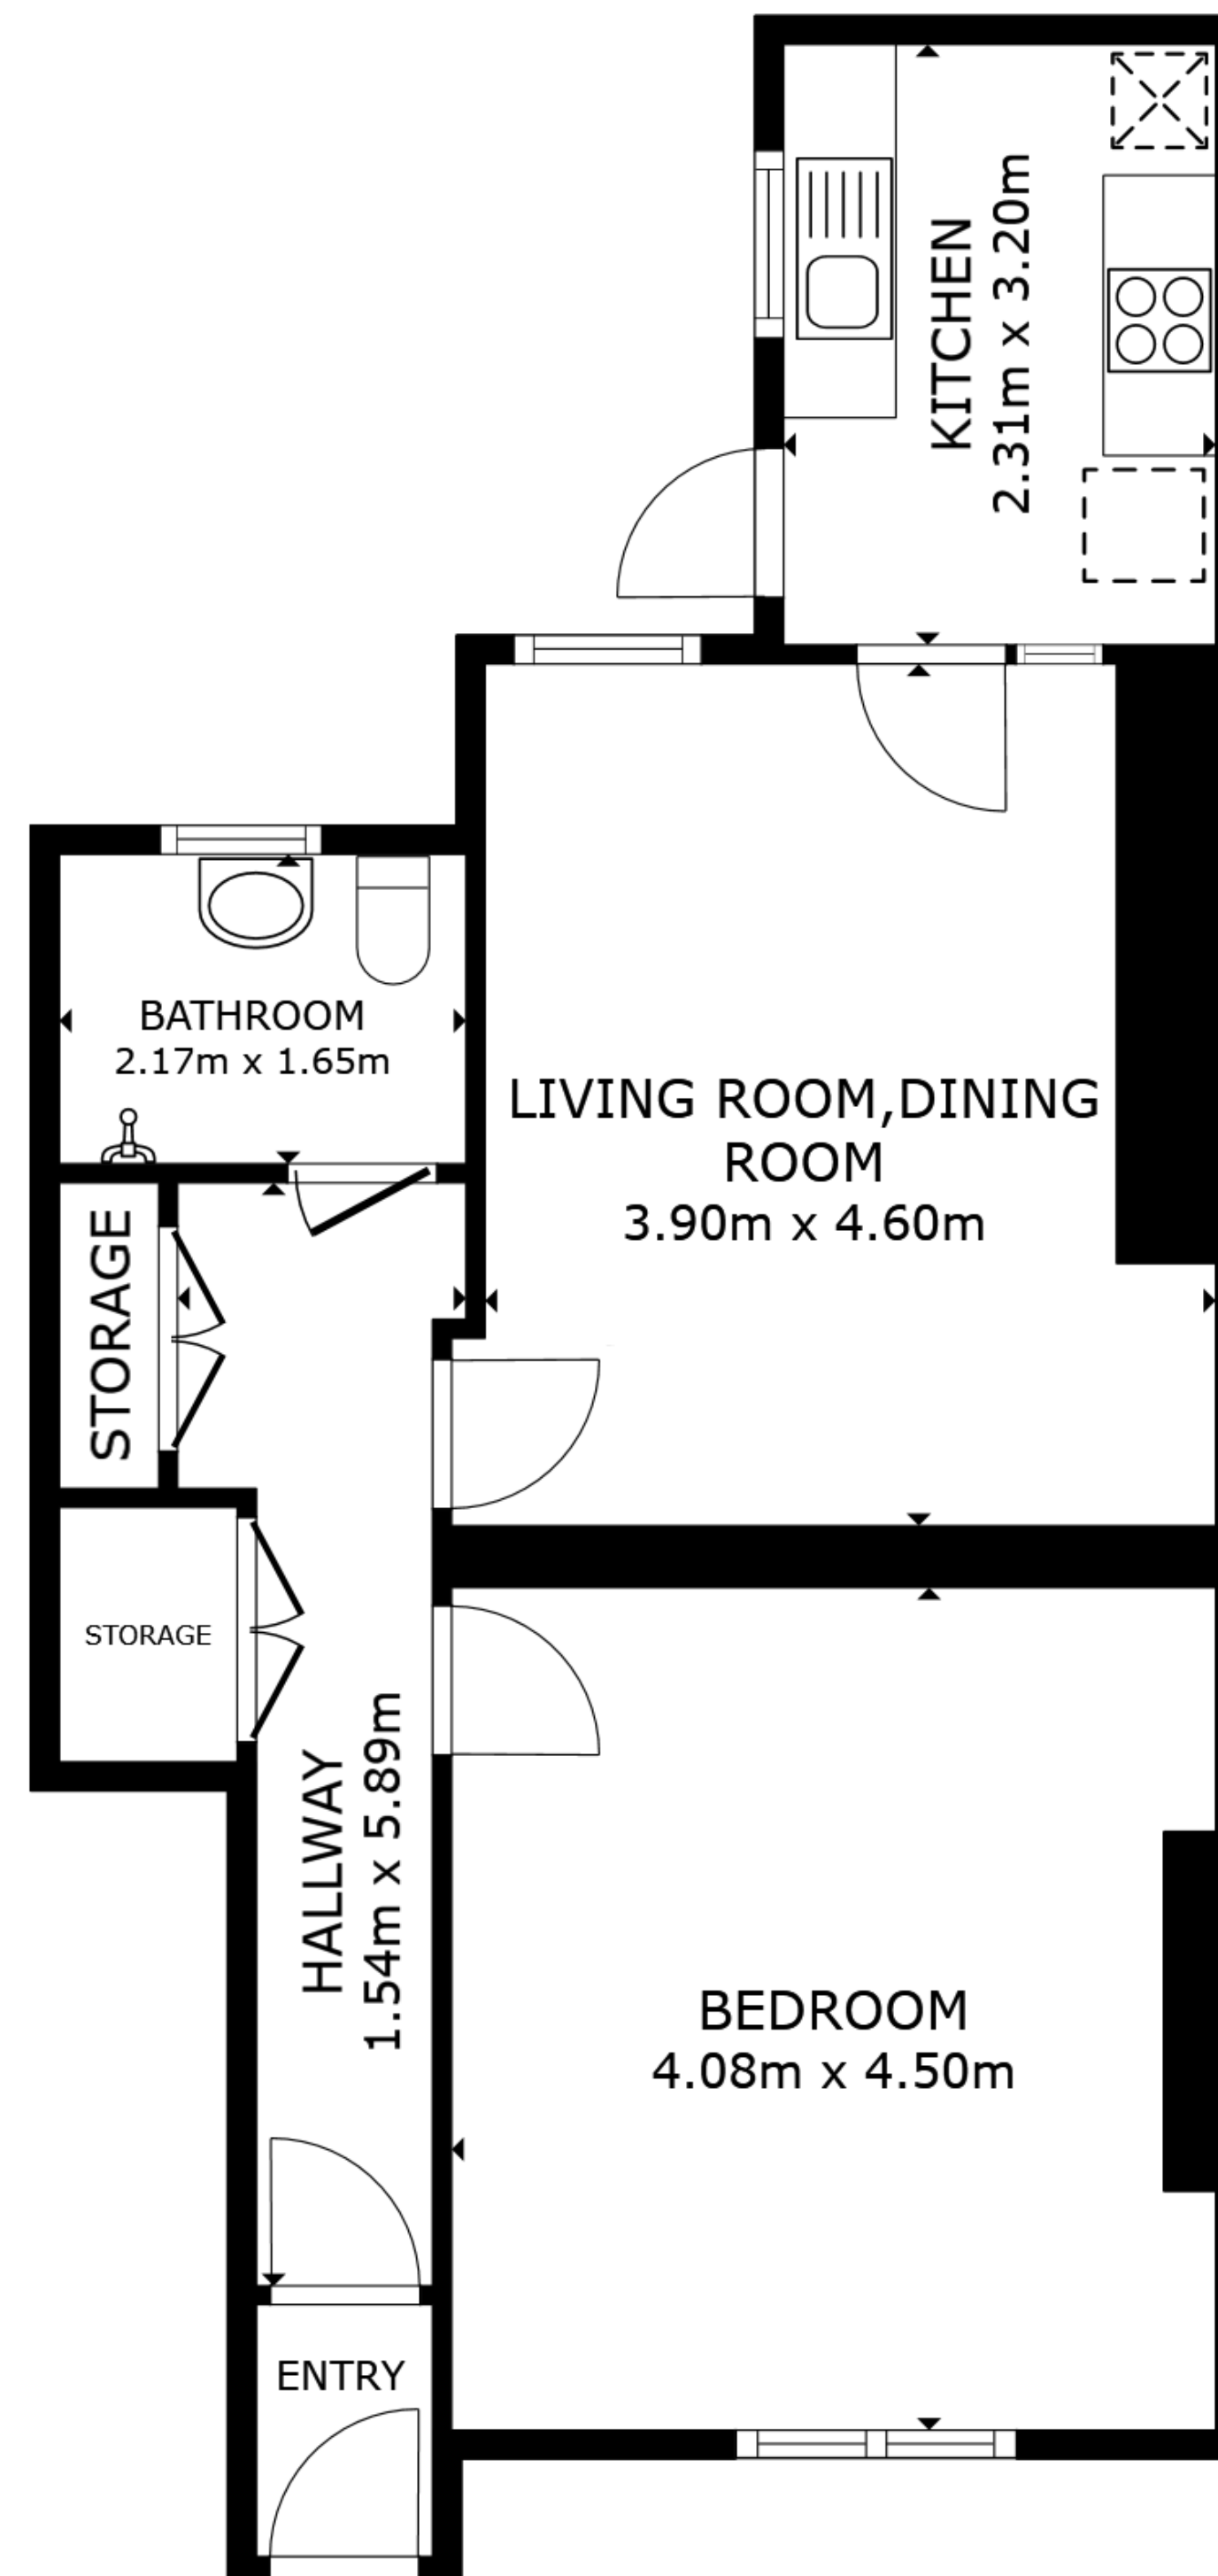 KITCHEN
2.31m x 3.20m
BATHROOM
2.17m x 1.65m
LIVING ROOM,DINING
ROOM
3.90m x 4.60m
STORAGE
STORAGE
HALLWAY
1.54m x 5.89m
BEDROOM
4.08m x 4.50m
ENTRY